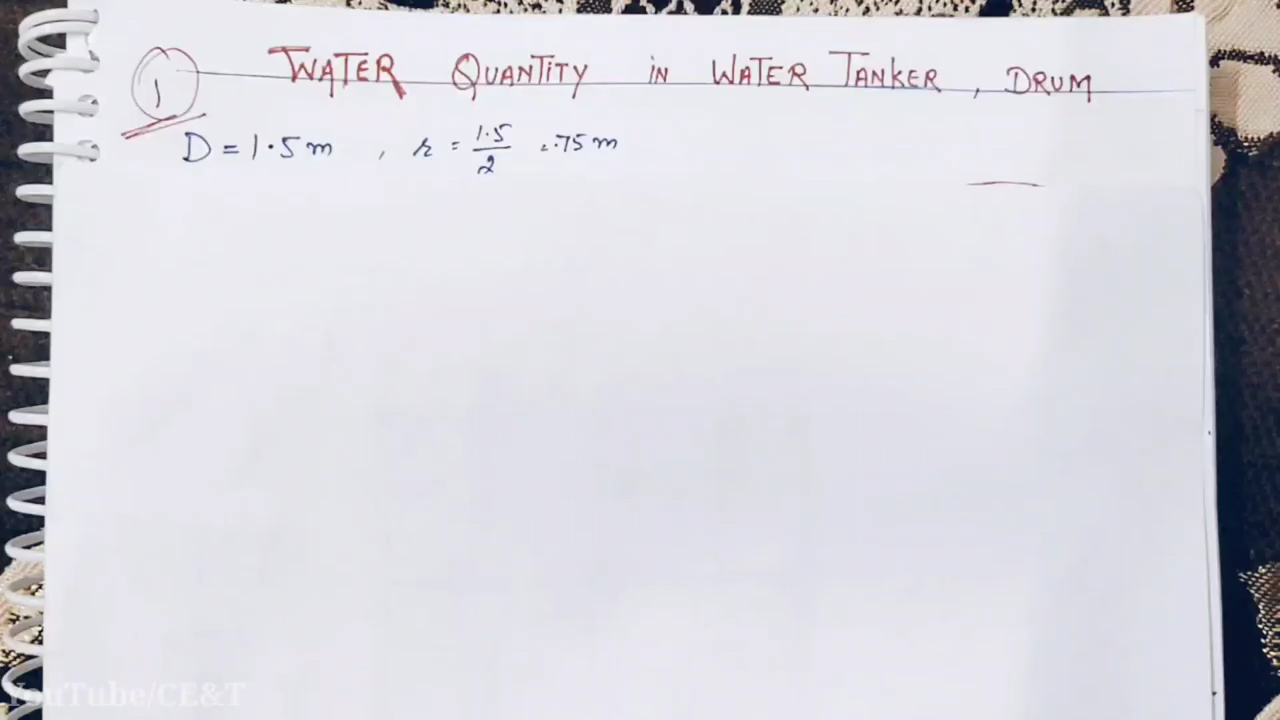 1
WATER QUANTITY in WATER TANKER, DRUM
D = 1.5 m , r = 1.5/2 = .75 m
YouTube/CE&T